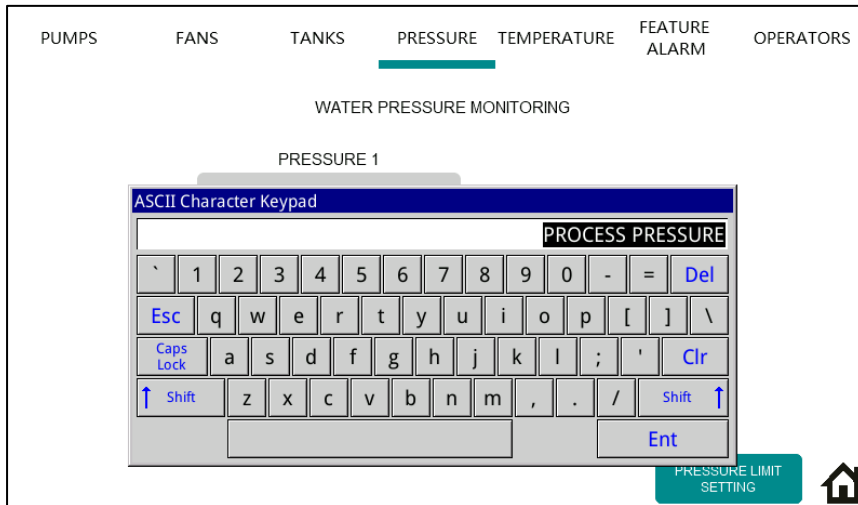 PUMPS FANS TANKS PRESSURE TEMPERATURE FEATURE ALARM OPERATORS
WATER PRESSURE MONITORING
PRESSURE 1
ASCII Character Keypad
PROCESS PRESSURE
` 1 2 3 4 5 6 7 8 9 0 - = Del
Esc q w e r t y u i o p [ ] \
Caps Lock a s d f g h j k l ; ' Clr
↑ Shift z x c v b n m , . / Shift ↑
Ent
PRESSURE LIMIT
SETTING